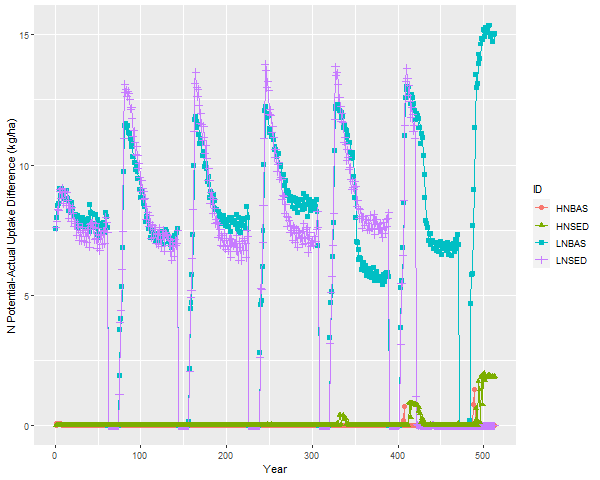 N Potential-Actual Uptake Difference (kg/ha)
15
10
5
0
0
100
200
300
400
500
Year
ID
HNBAS
HNSED
LNBAS
LNSED